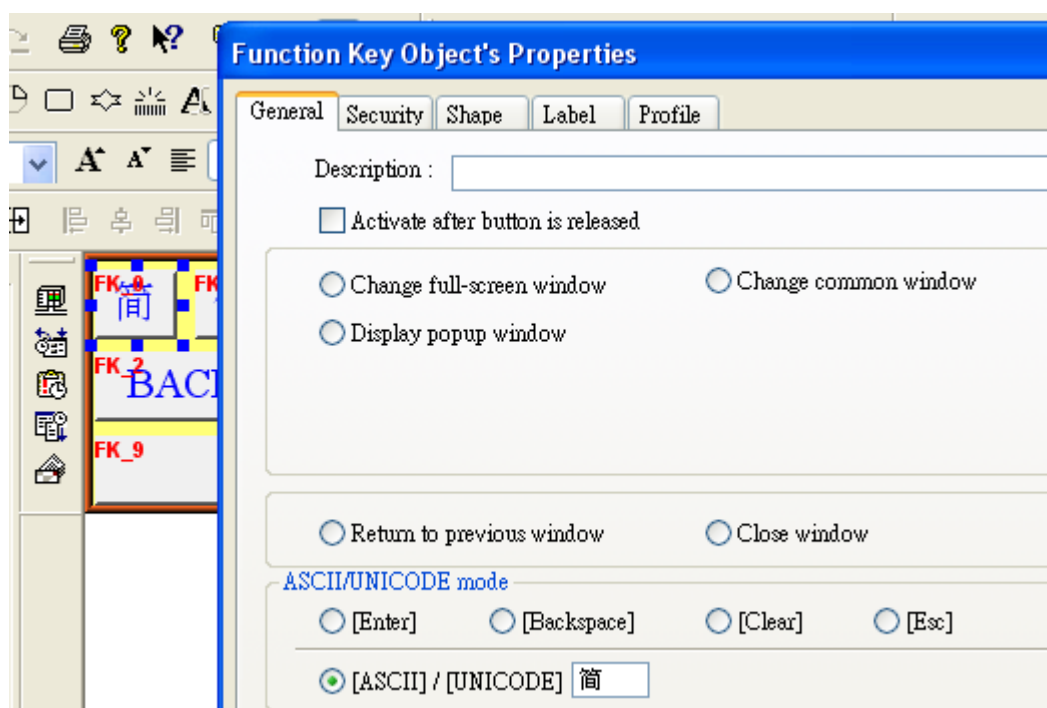 Function Key Object's Properties
General Security Shape Label Profile
Description :
Activate after button is released
Change full-screen window Change common window
Display popup window
FK_0 FK
简
FK_2
BAC
FK_9
Return to previous window Close window
ASCII/UNICODE mode
[Enter] [Backspace] [Clear] [Esc]
[ASCII] / [UNICODE] 简